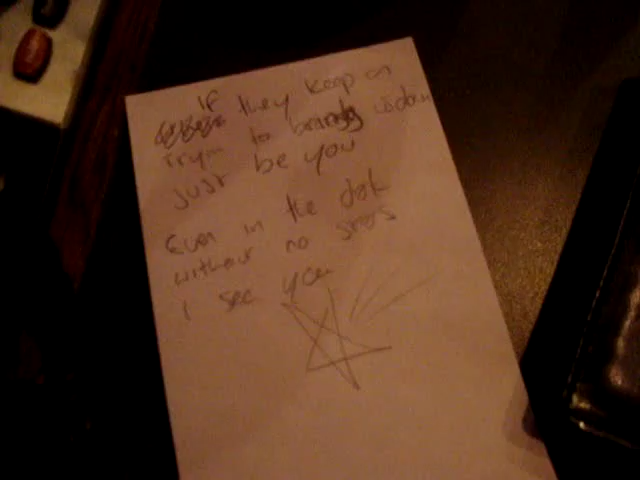 IF
they keep on
Tryin to bring u down
Just be you
Even in the dark
without no stars
I see you